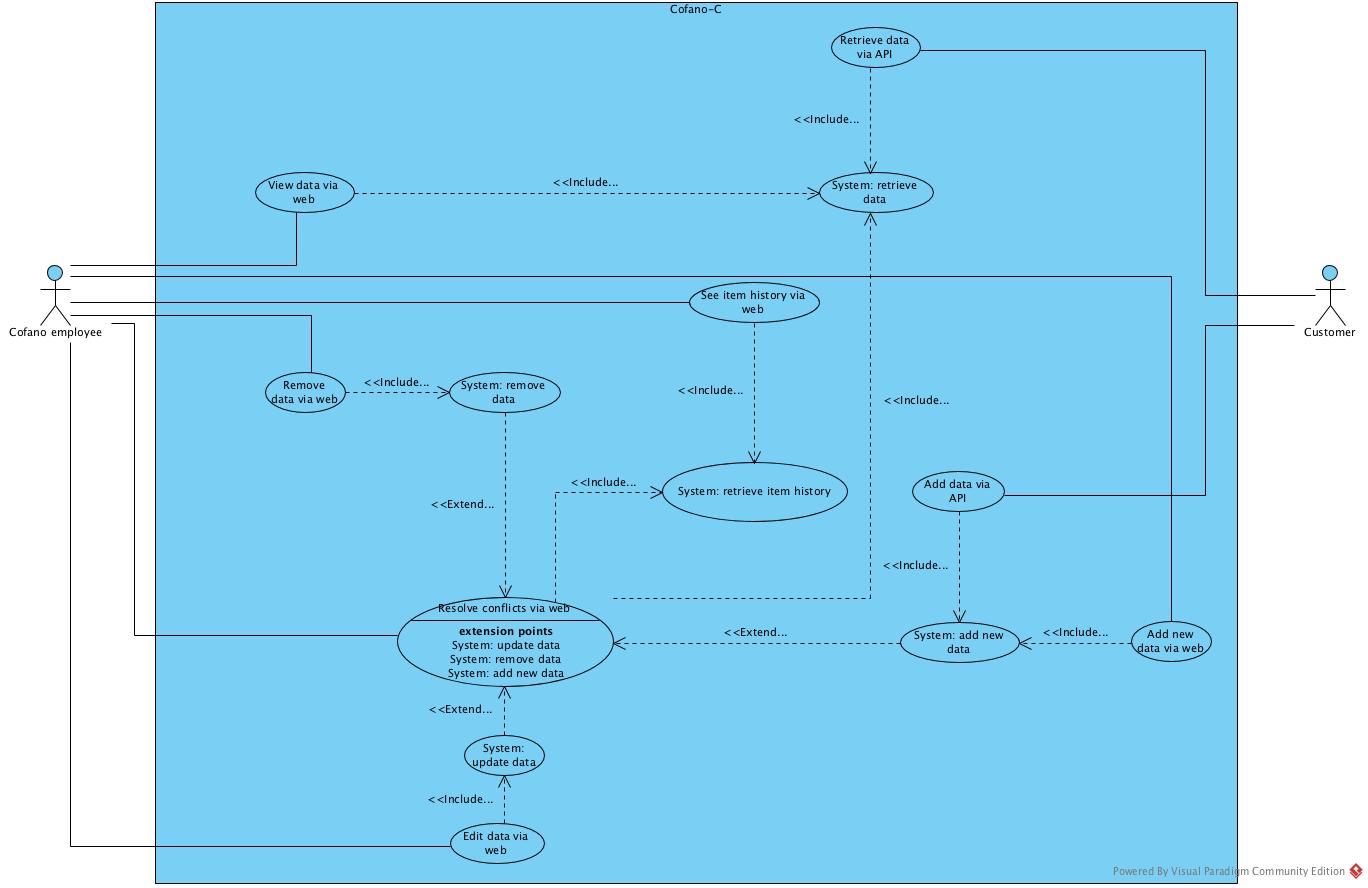 Cofano-C
Retrieve data
via API
<<Include...
View data via
web
<<Include...
System: retrieve
data
Cofano employee
See item history via
web
Customer
Remove
data via web
<<Include...
System: remove
data
<<Include...
<<Include...
<<Extend...
<<Include...
System: retrieve item history
Add data via
API
<<Include...
Resolve conflicts via web
extension points
System: update data
System: remove data
System: add new data
<<Extend...
System: add new
data
<<Include...
Add new
data via web
<<Extend...
System:
update data
<<Include...
Edit data via
web
Powered By Visual Paradigm Community Edition